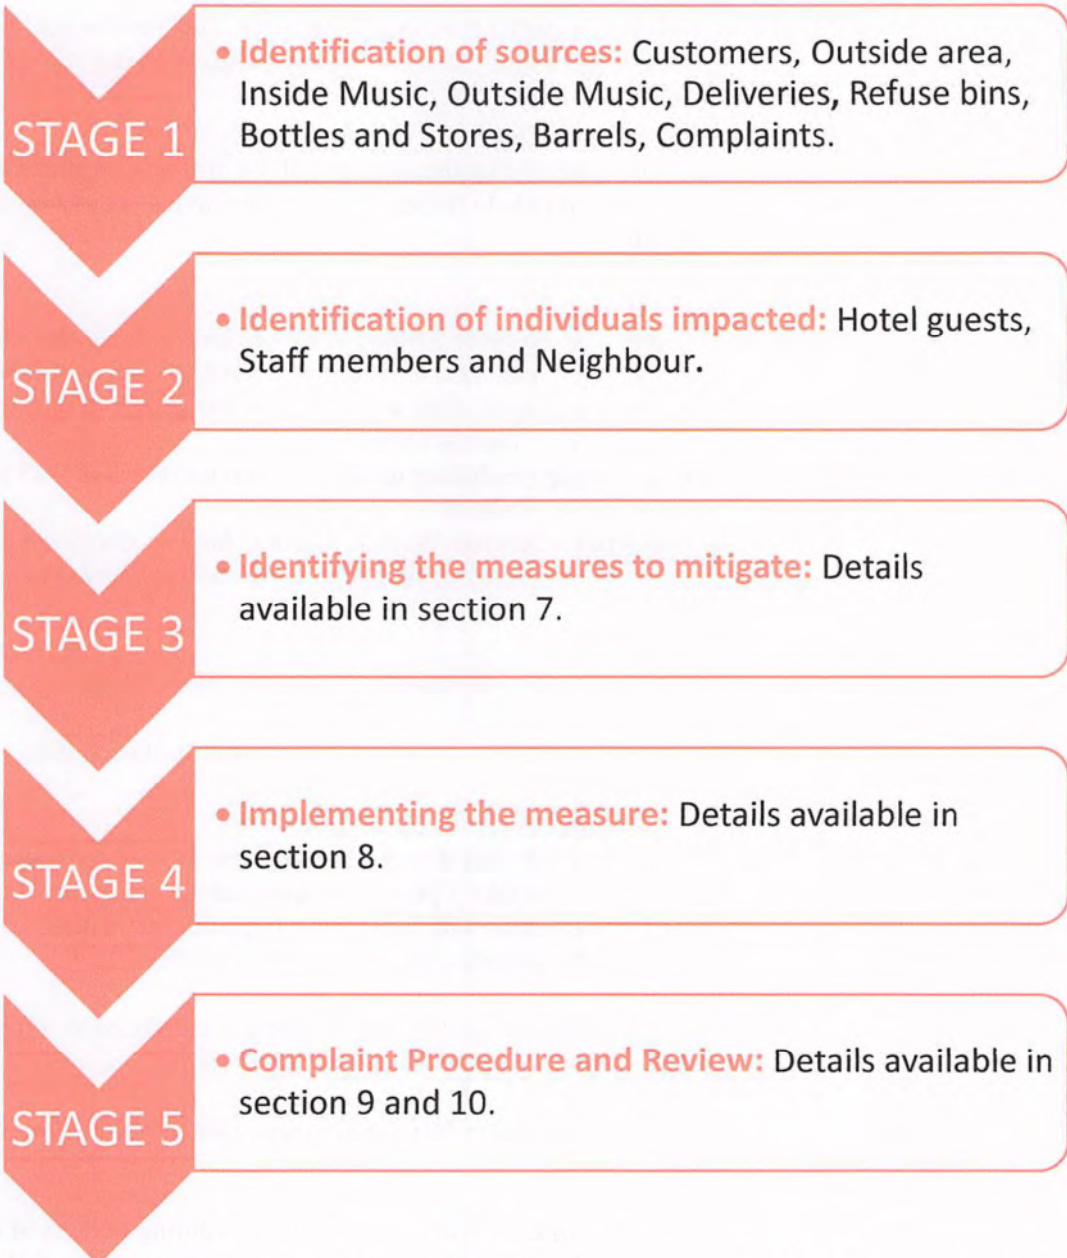 • Identification of sources: Customers, Outside area,
Inside Music, Outside Music, Deliveries, Refuse bins,
Bottles and Stores, Barrels, Complaints.
STAGE 1
• Identification of individuals impacted: Hotel guests,
Staff members and Neighbour.
STAGE 2
• Identifying the measures to mitigate: Details
available in section 7.
STAGE 3
• Implementing the measure: Details available in
section 8.
STAGE 4
• Complaint Procedure and Review: Details available in
section 9 and 10.
STAGE 5